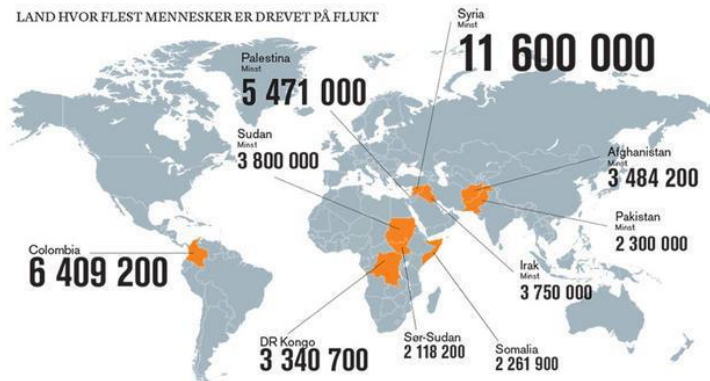 LAND HVOR FLEST MENNESKER ER DREVET PÅ FLUKT
Syria
Minst
11 600 000
Palestina
Minst
5 471 000
Sudan
Minst
3 800 000
Afghanistan
Minst
3 484 200
Pakistan
Minst
2 300 000
Colombia
6 409 200
Irak
Minst
3 750 000
DR Kongo
3 340 700
Sør-Sudan
2 118 200
Somalia
2 261 900